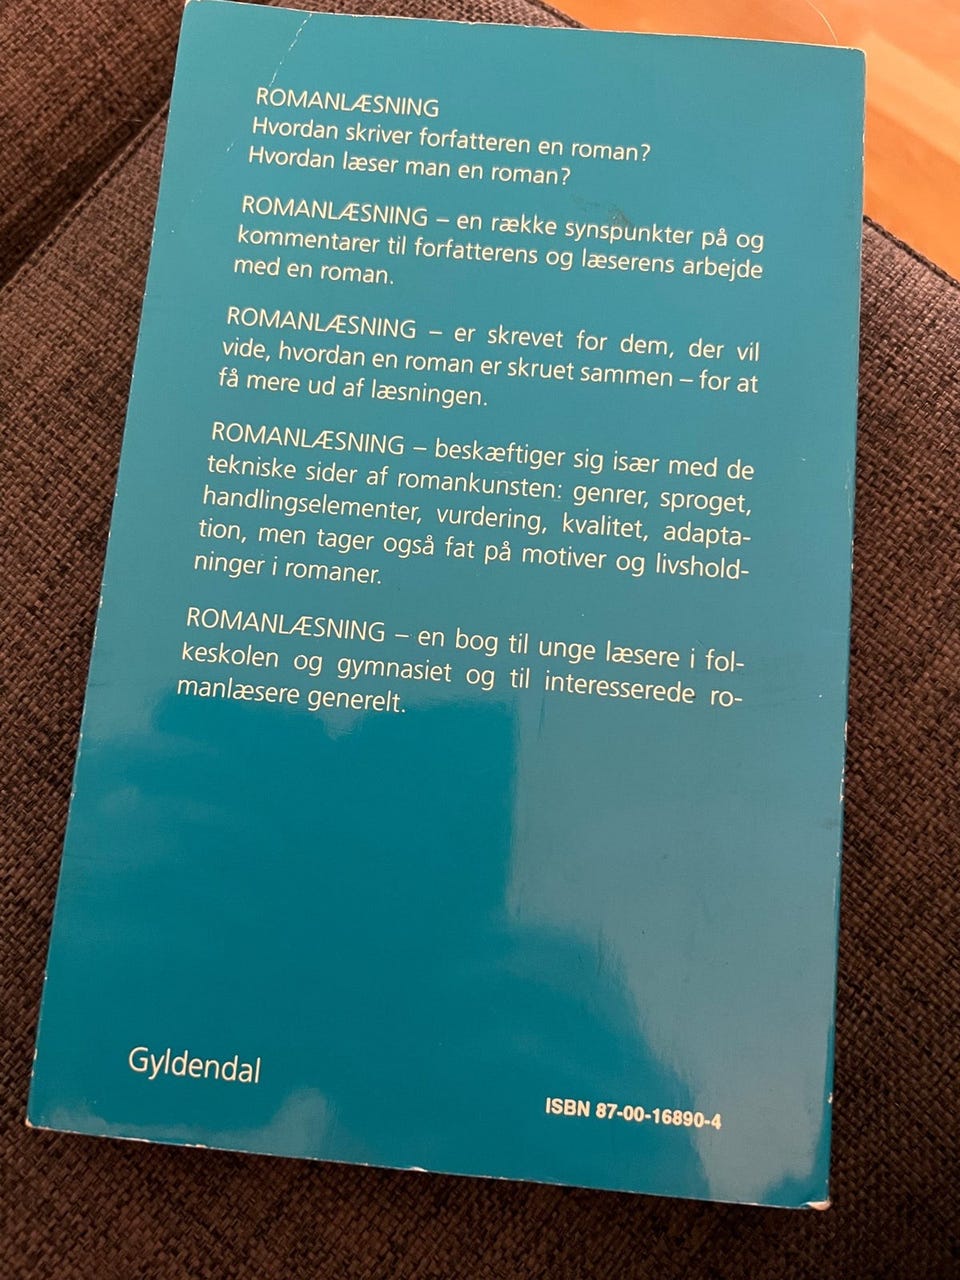 ROMANLÆSNING
Hvordan skriver forfatteren en roman?
Hvordan læser man en roman?
ROMANLÆSNING – en række synspunkter på og
kommentarer til forfatterens og læserens arbejde
med en roman.
ROMANLÆSNING – er skrevet for dem, der vil
vide, hvordan en roman er skruet sammen – for at
få mere ud af læsningen.
ROMANLÆSNING – beskæftiger sig især med de
tekniske sider af romankunsten: genrer, sproget,
handlingselementer, vurdering, kvalitet, adapta-
tion, men tager også fat på motiver og livshold-
ninger i romaner.
ROMANLÆSNING – en bog til unge læsere i fol-
keskolen og gymnasiet og til interesserede ro-
manlæsere generelt.
Gyldendal
ISBN 87-00-16890-4